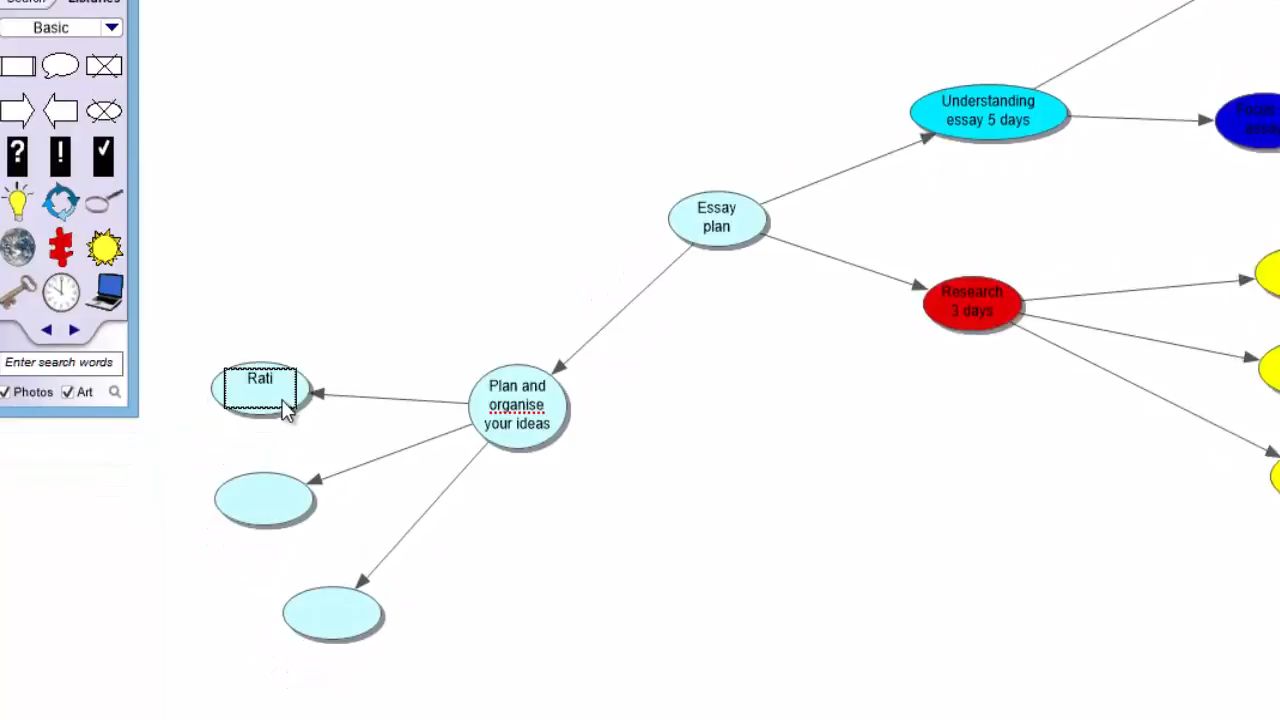 Libraries
Basic
?
!
Enter search words
Photos
Art
Understanding
essay 5 days
Essay
plan
Research
3 days
Rati
Plan and
organise
your ideas